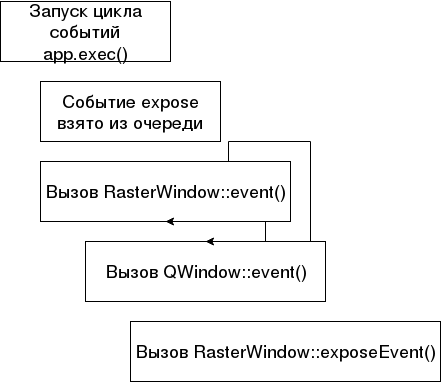 Запуск цикла
событий
app.exec()
Событие expose
взято из очереди
Вызов RasterWindow::event()
Вызов QWindow::event()
Вызов RasterWindow::exposeEvent()